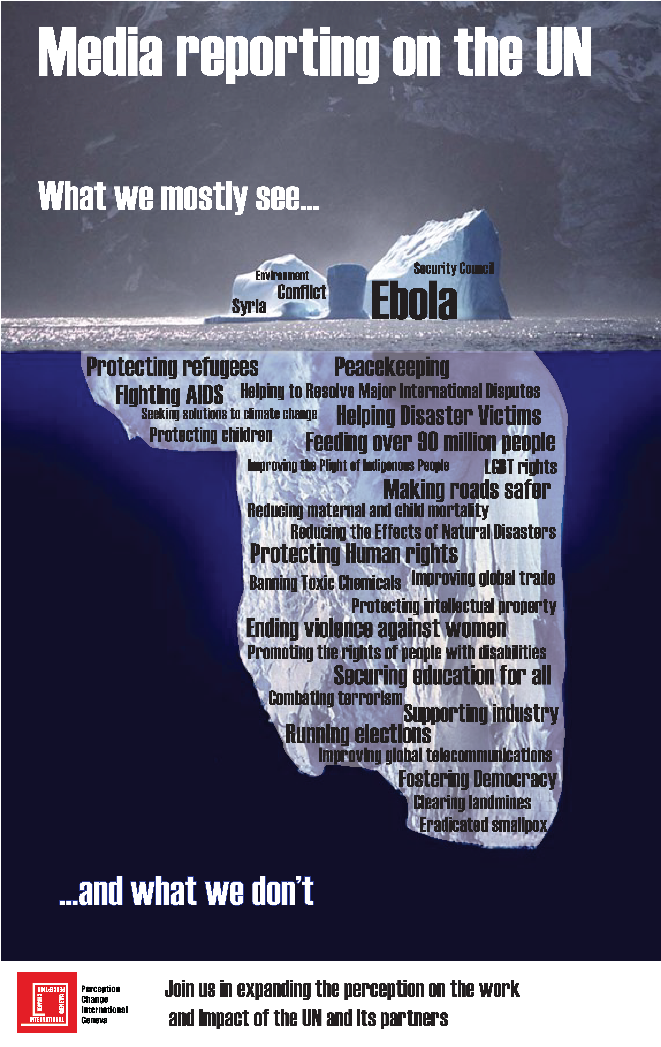 Media reporting on the UN
What we mostly see...
Environment
Security Council
Conflict
Syria
Ebola
Protecting refugees
Peacekeeping
Fighting AIDS
Helping to Resolve Major International Disputes
Seeking solutions to climate change
Helping Disaster Victims
Protecting children
Feeding over 90 million people
Improving the Plight of Indigenous People
LGBT rights
Making roads safer
Reducing maternal and child mortality
Reducing the Effects of Natural Disasters
Protecting Human rights
Banning Toxic Chemicals
Improving global trade
Protecting intellectual property
Ending violence against women
Promoting the rights of people with disabilities
Securing education for all
Combating terrorism
Supporting industry
Running elections
Improving global telecommunications
Fostering Democracy
Clearing landmines
Eradicated smallpox
...and what we don't
PERCEPTION
CHANGE
GENEVA
INTERNATIONAL
Perception
Change
International
Geneva
Join us in expanding the perception on the work
and impact of the UN and its partners